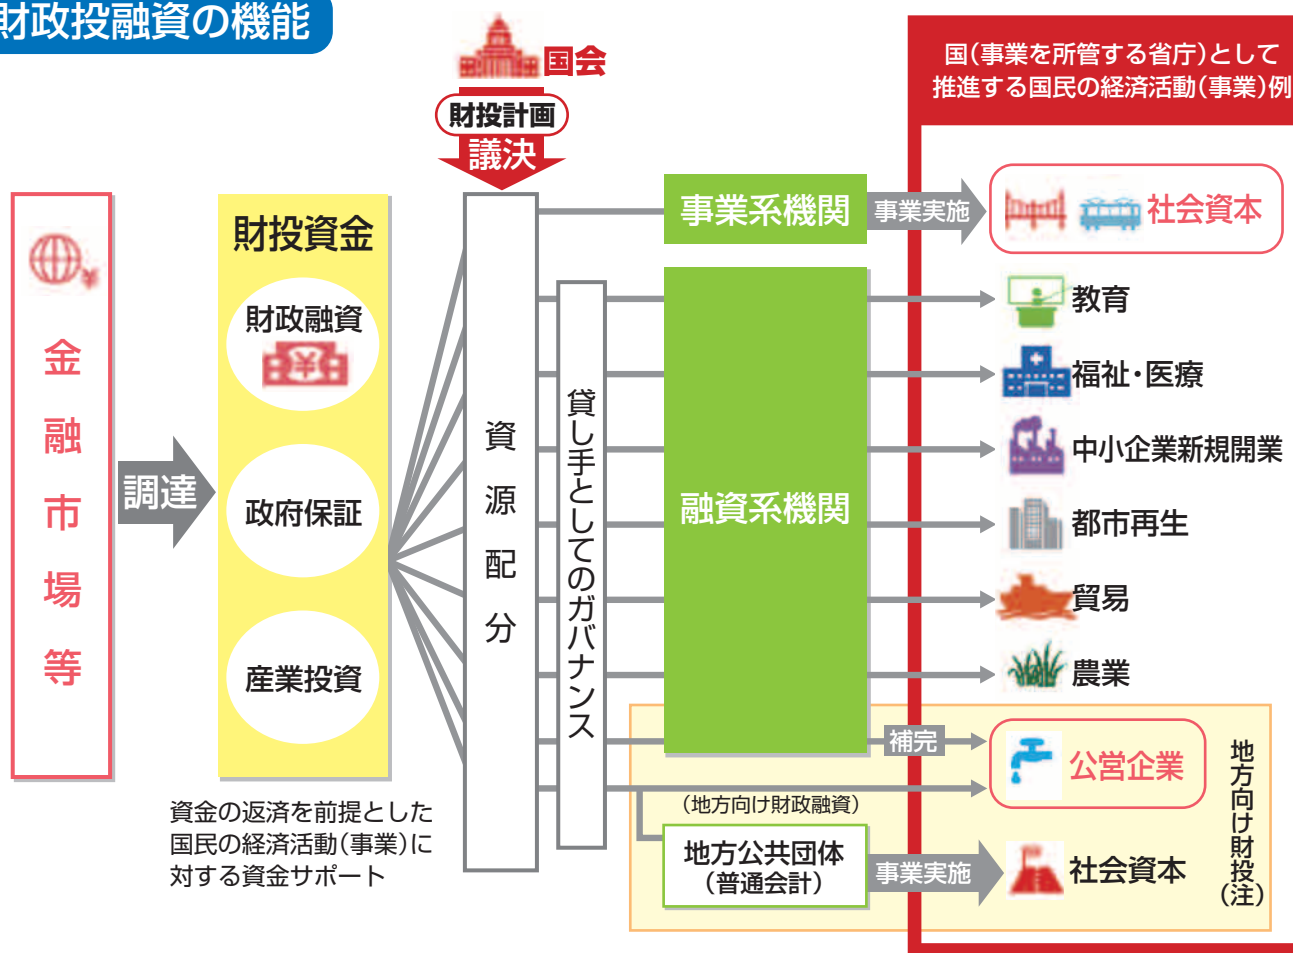 財政投融資の機能
国会
財投計画
議決
国(事業を所管する省庁)として
推進する国民の経済活動(事業)例
金融市場等
調達
財投資金
財政融資
政府保証
産業投資
資金の返済を前提とした
国民の経済活動(事業)に
対する資金サポート
資源配分
貸し手としてのガバナンス
事業系機関
事業実施
社会資本
融資系機関
教育
福祉・医療
中小企業新規開業
都市再生
貿易
農業
補完
公営企業
(地方向け財政融資)
地方公共団体
(普通会計)
事業実施
社会資本
地方向け財投
(注)